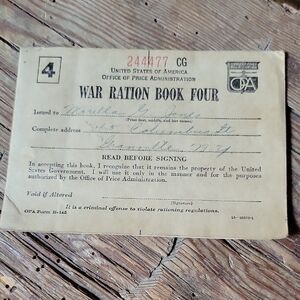 4
244477 CG
UNITED STATES OF AMERICA
OFFICE OF PRICE ADMINISTRATION
OPA
WAR RATION BOOK FOUR
Issued to G. Jones
(Print first, middle, and last names)
Complete address Columbus St
Granville N.Y
READ BEFORE SIGNING
In accepting this book, I recognize that it remains the property of the United
States Government. I will use it only in the manner and for the purposes
authorized by the Office of Price Administration.
Void if Altered
(Signature)
It is a criminal offense to violate rationing regulations.
OPA Form R-145